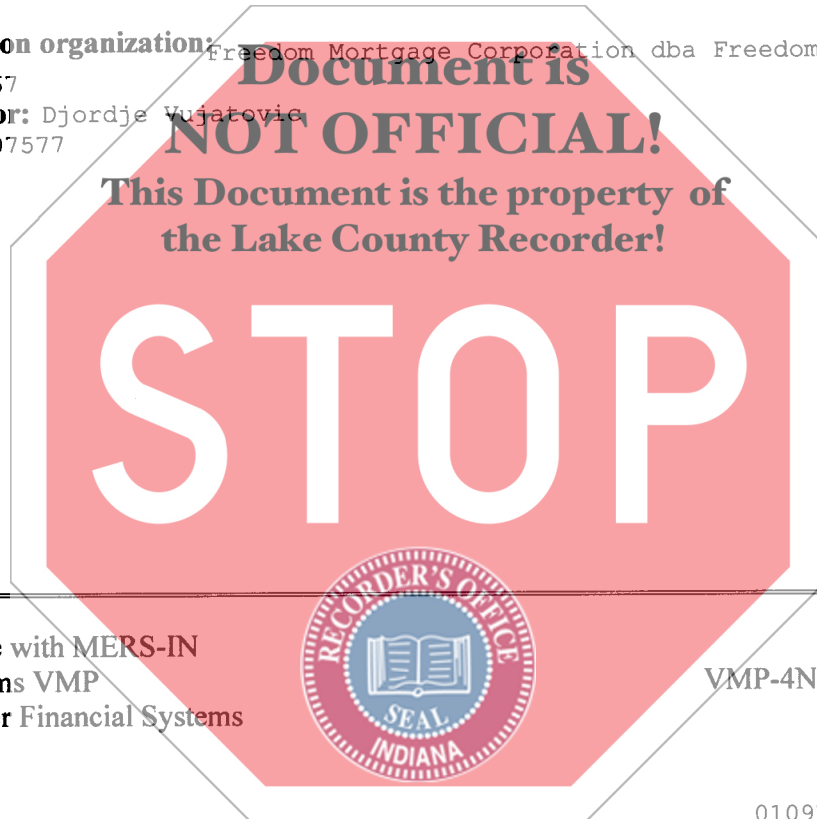 on organization: Freedom Mortgage Corporation dba Freedom
Document is
57
or: Djordje Vujatovic
NOT OFFICIAL!
07577
This Document is the property of
the Lake County Recorder!
STOP
RECORDER'S OFFICE
with MERS-IN
ms VMP
VMP-4N
r Financial Systems
SEAL
INDIANA
0109